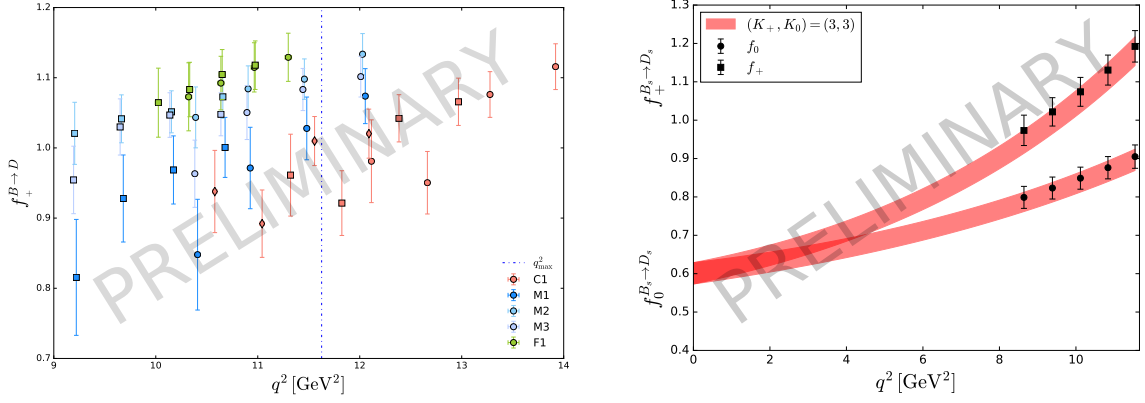 1.2
1.1
1.0
0.9
0.8
0.7
f_+^{B→D}
PRELIMINARY
q²_max
C1
M1
M2
M3
F1
9 10 11 12 13 14
q² [GeV²]
1.3
1.2
1.1
1.0
0.9
0.8
0.7
0.6
0.5
0.4
f_+^{B_s→D_s}
f_0^{B_s→D_s}
(K_+, K_0) = (3, 3)
f_0
f_+
PRELIMINARY
0 2 4 6 8 10
q² [GeV²]